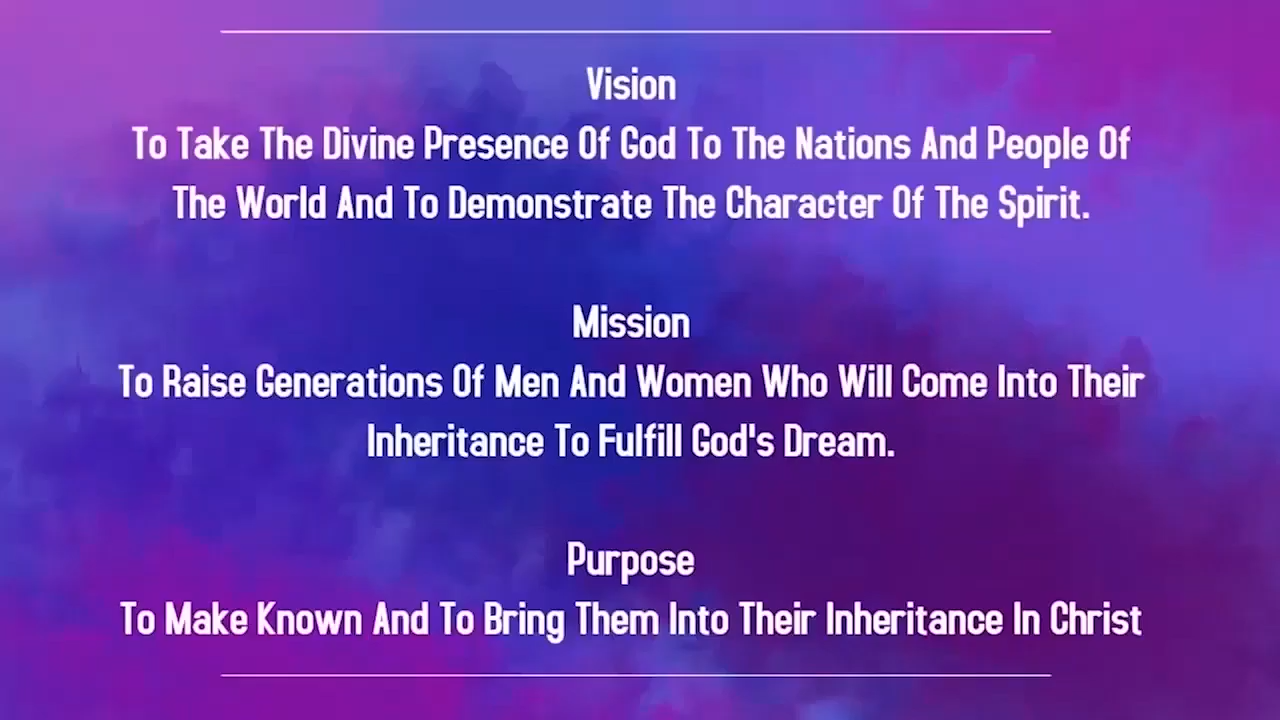 Vision
To Take The Divine Presence Of God To The Nations And People Of
The World And To Demonstrate The Character Of The Spirit.
Mission
To Raise Generations Of Men And Women Who Will Come Into Their
Inheritance To Fulfill God's Dream.
Purpose
To Make Known And To Bring Them Into Their Inheritance In Christ